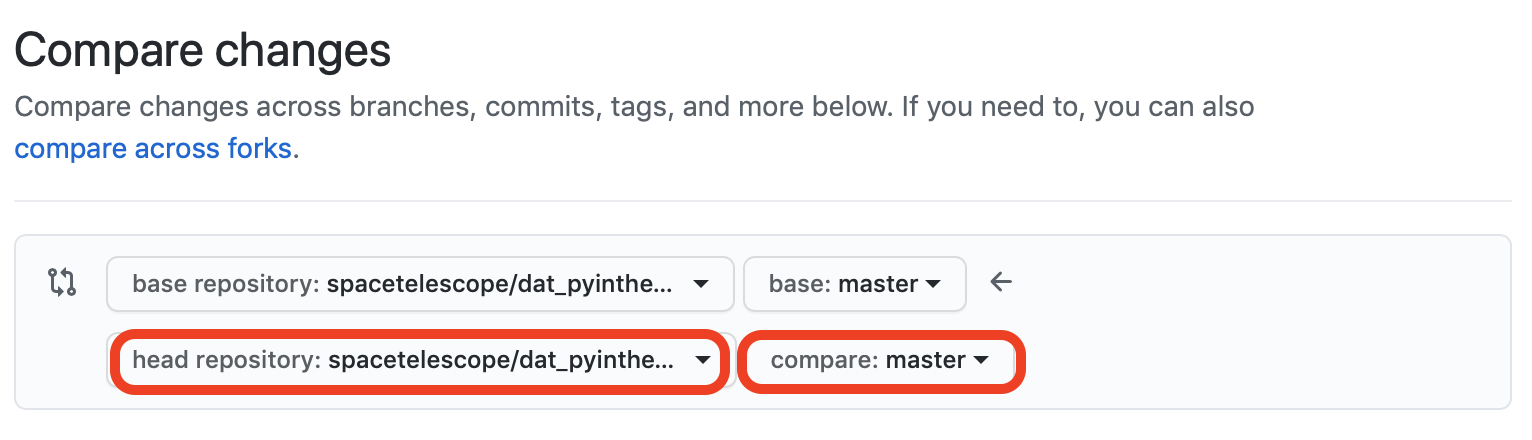 Compare changes
Compare changes across branches, commits, tags, and more below. If you need to, you can also
compare across forks.
base repository: spacetelescope/dat_pyinthe... base: master
head repository: spacetelescope/dat_pyinthe... compare: master